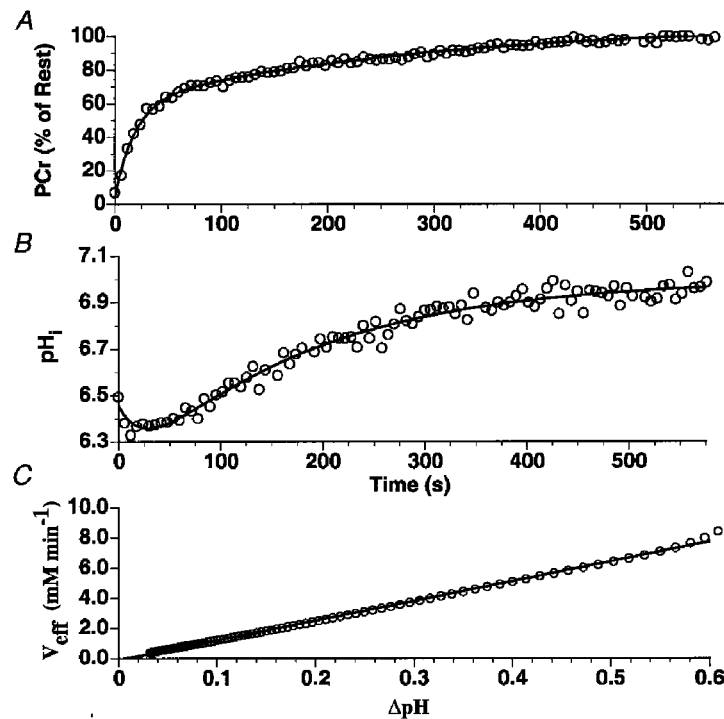 A
PCr (% of Rest)
100
80
60
40
20
0
0 100 200 300 400 500
B
pHi
7.1
6.9
6.7
6.5
6.3
0 100 200 300 400 500
Time (s)
C
Veff (mM min-1)
10.0
8.0
6.0
4.0
2.0
0.0
0 0.1 0.2 0.3 0.4 0.5 0.6
ΔpH